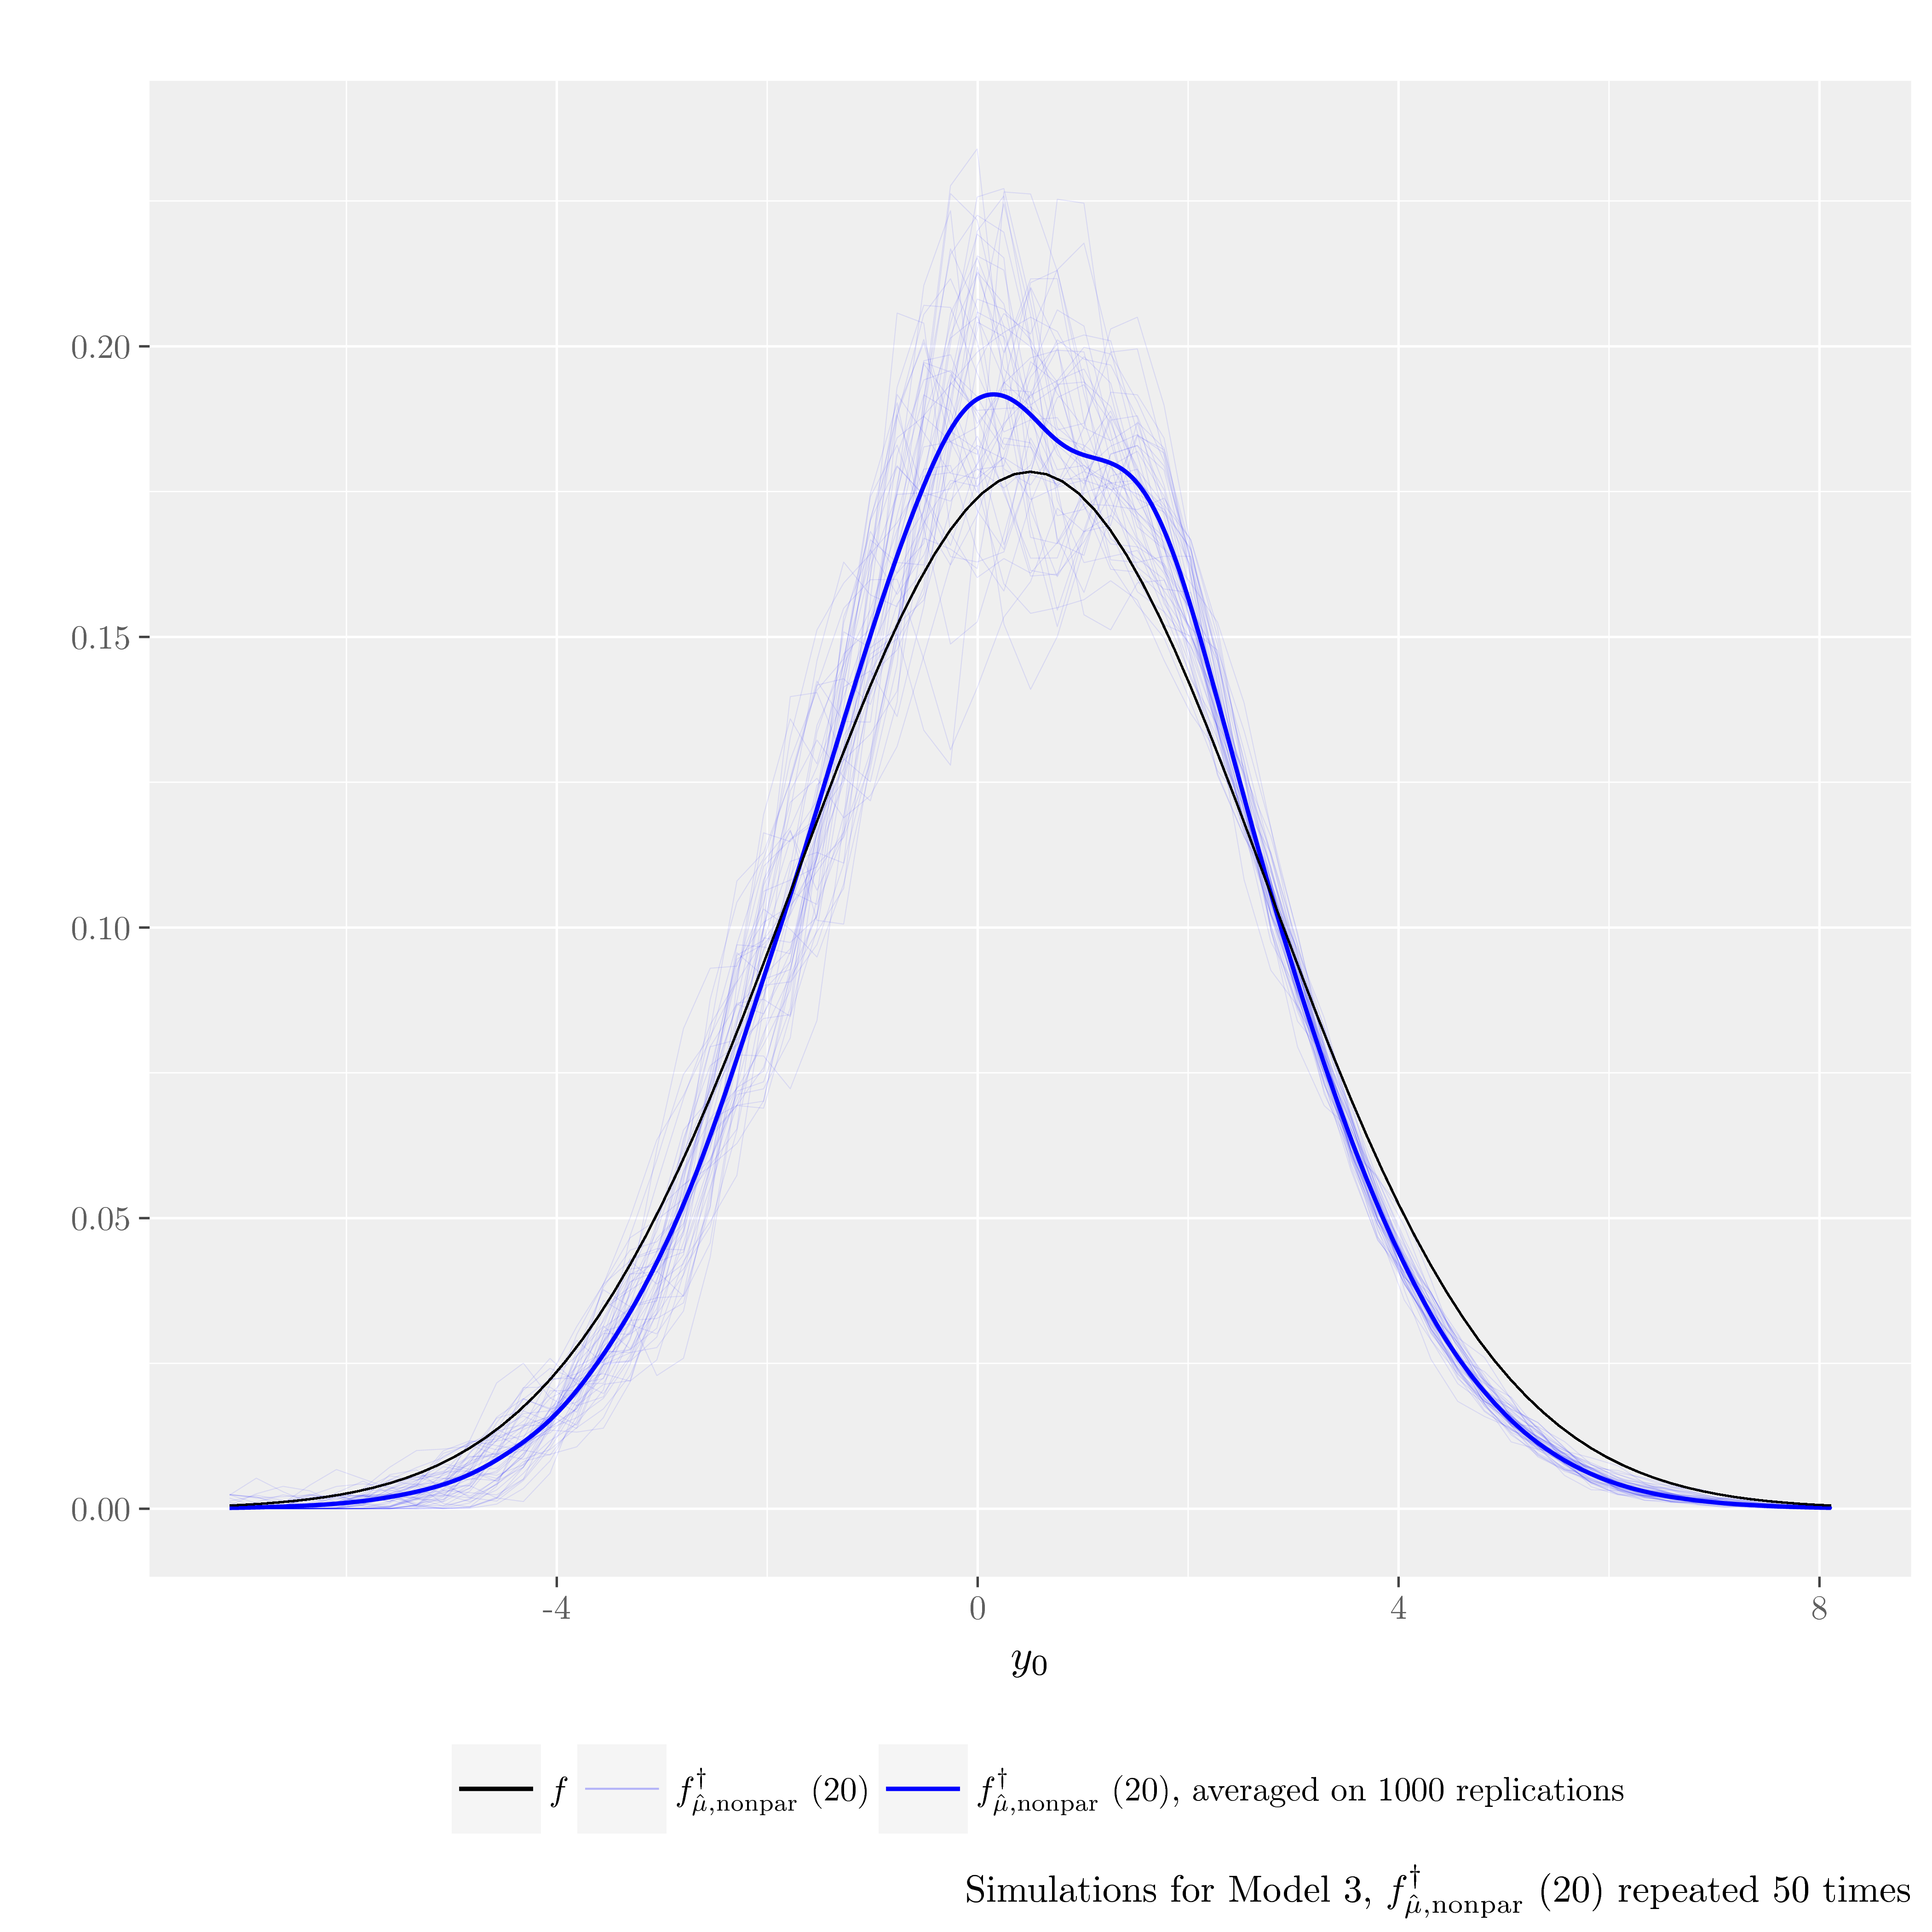 0.20
0.15
0.10
0.05
0.00
-4 0 4 8
y₀
f f†μ̂,nonpar (20) f†μ̂,nonpar (20), averaged on 1000 replications
Simulations for Model 3, f†μ̂,nonpar (20) repeated 50 times